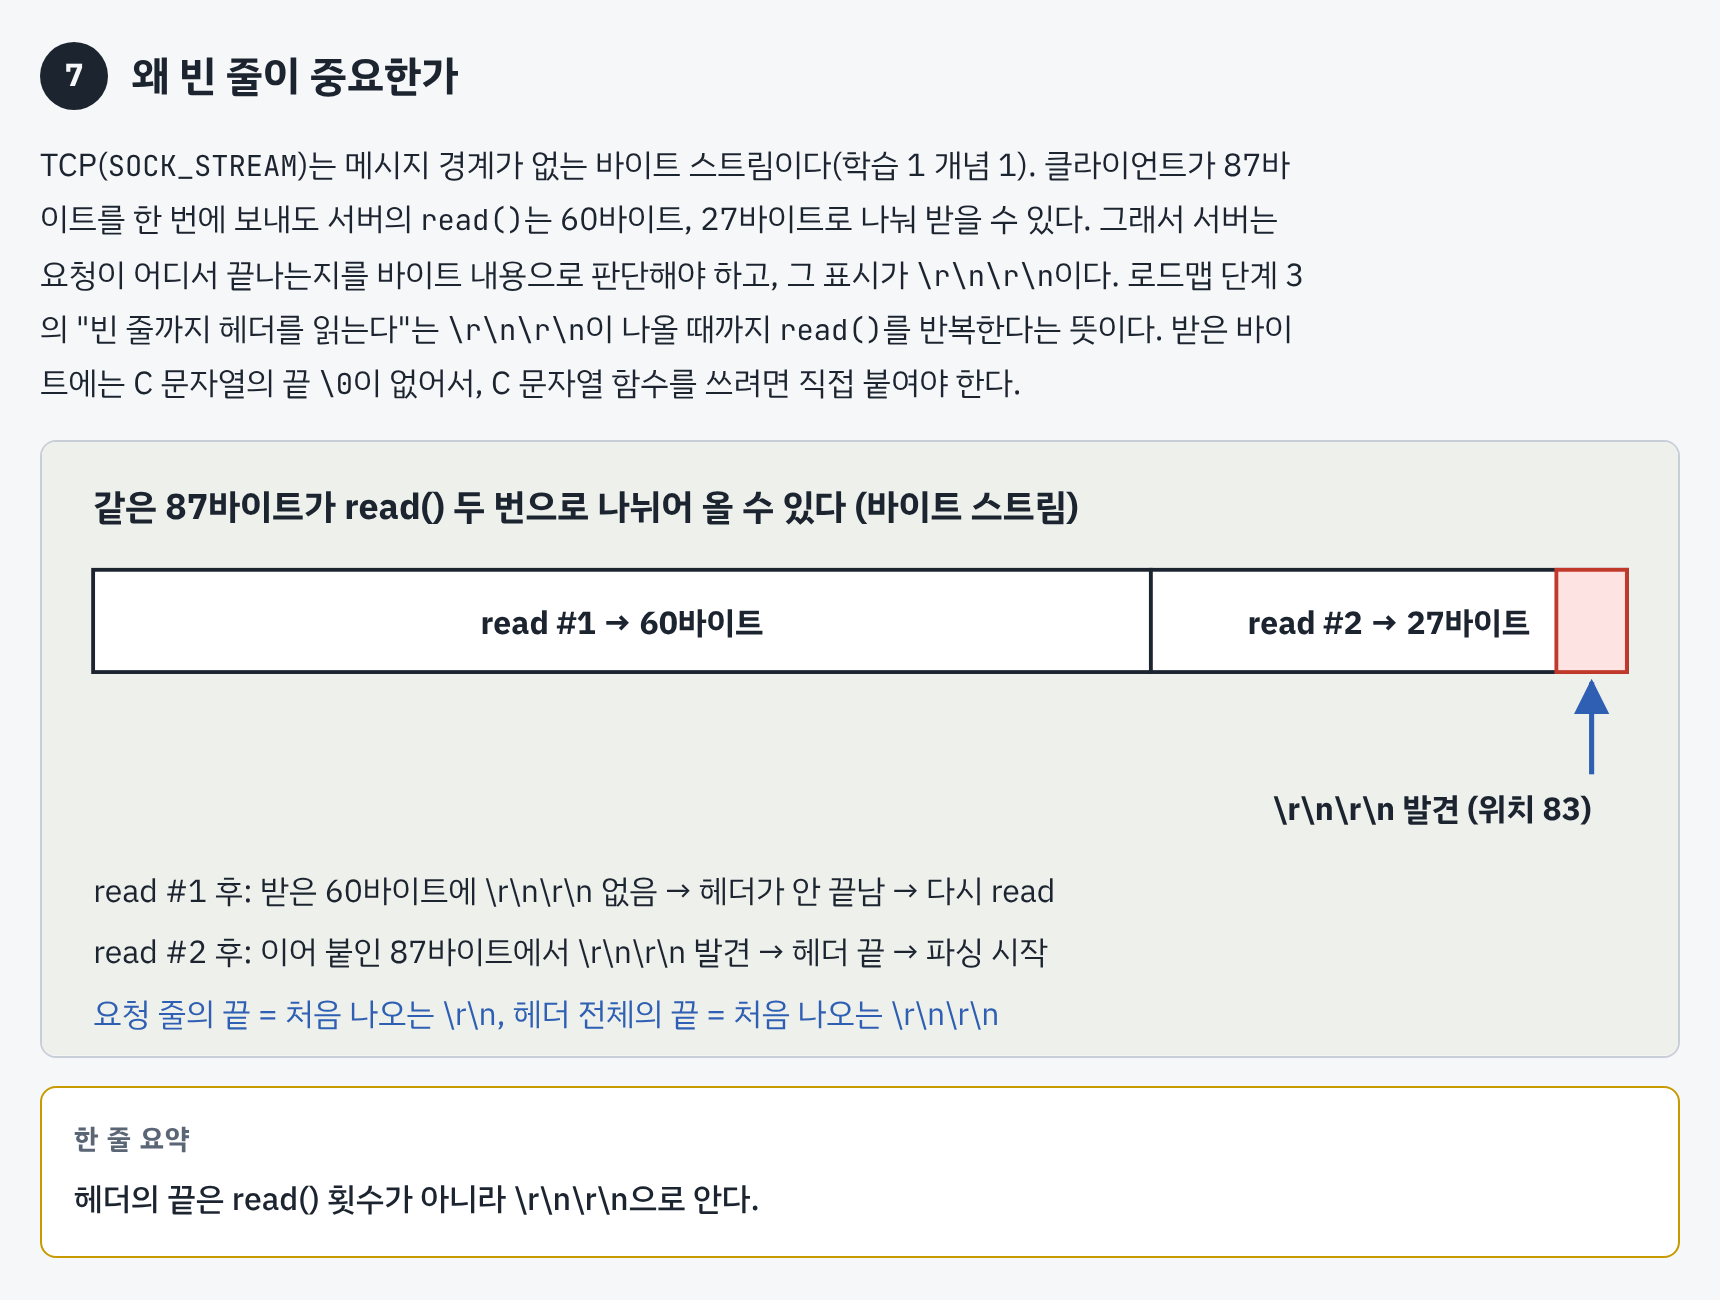 7 왜 빈 줄이 중요한가
TCP(SOCK_STREAM)는 메시지 경계가 없는 바이트 스트림이다(학습 1 개념 1). 클라이언트가 87바
이트를 한 번에 보내도 서버의 read()는 60바이트, 27바이트로 나눠 받을 수 있다. 그래서 서버는
요청이 어디서 끝나는지를 바이트 내용으로 판단해야 하고, 그 표시가 \r\n\r\n이다. 로드맵 단계 3
의 "빈 줄까지 헤더를 읽는다"는 \r\n\r\n이 나올 때까지 read()를 반복한다는 뜻이다. 받은 바이
트에는 C 문자열의 끝 \0이 없어서, C 문자열 함수를 쓰려면 직접 붙여야 한다.
같은 87바이트가 read() 두 번으로 나뉘어 올 수 있다 (바이트 스트림)
read #1 → 60바이트
read #2 → 27바이트
\r\n\r\n 발견 (위치 83)
read #1 후: 받은 60바이트에 \r\n\r\n 없음 → 헤더가 안 끝남 → 다시 read
read #2 후: 이어 붙인 87바이트에서 \r\n\r\n 발견 → 헤더 끝 → 파싱 시작
요청 줄의 끝 = 처음 나오는 \r\n, 헤더 전체의 끝 = 처음 나오는 \r\n\r\n
한 줄 요약
헤더의 끝은 read() 횟수가 아니라 \r\n\r\n으로 안다.